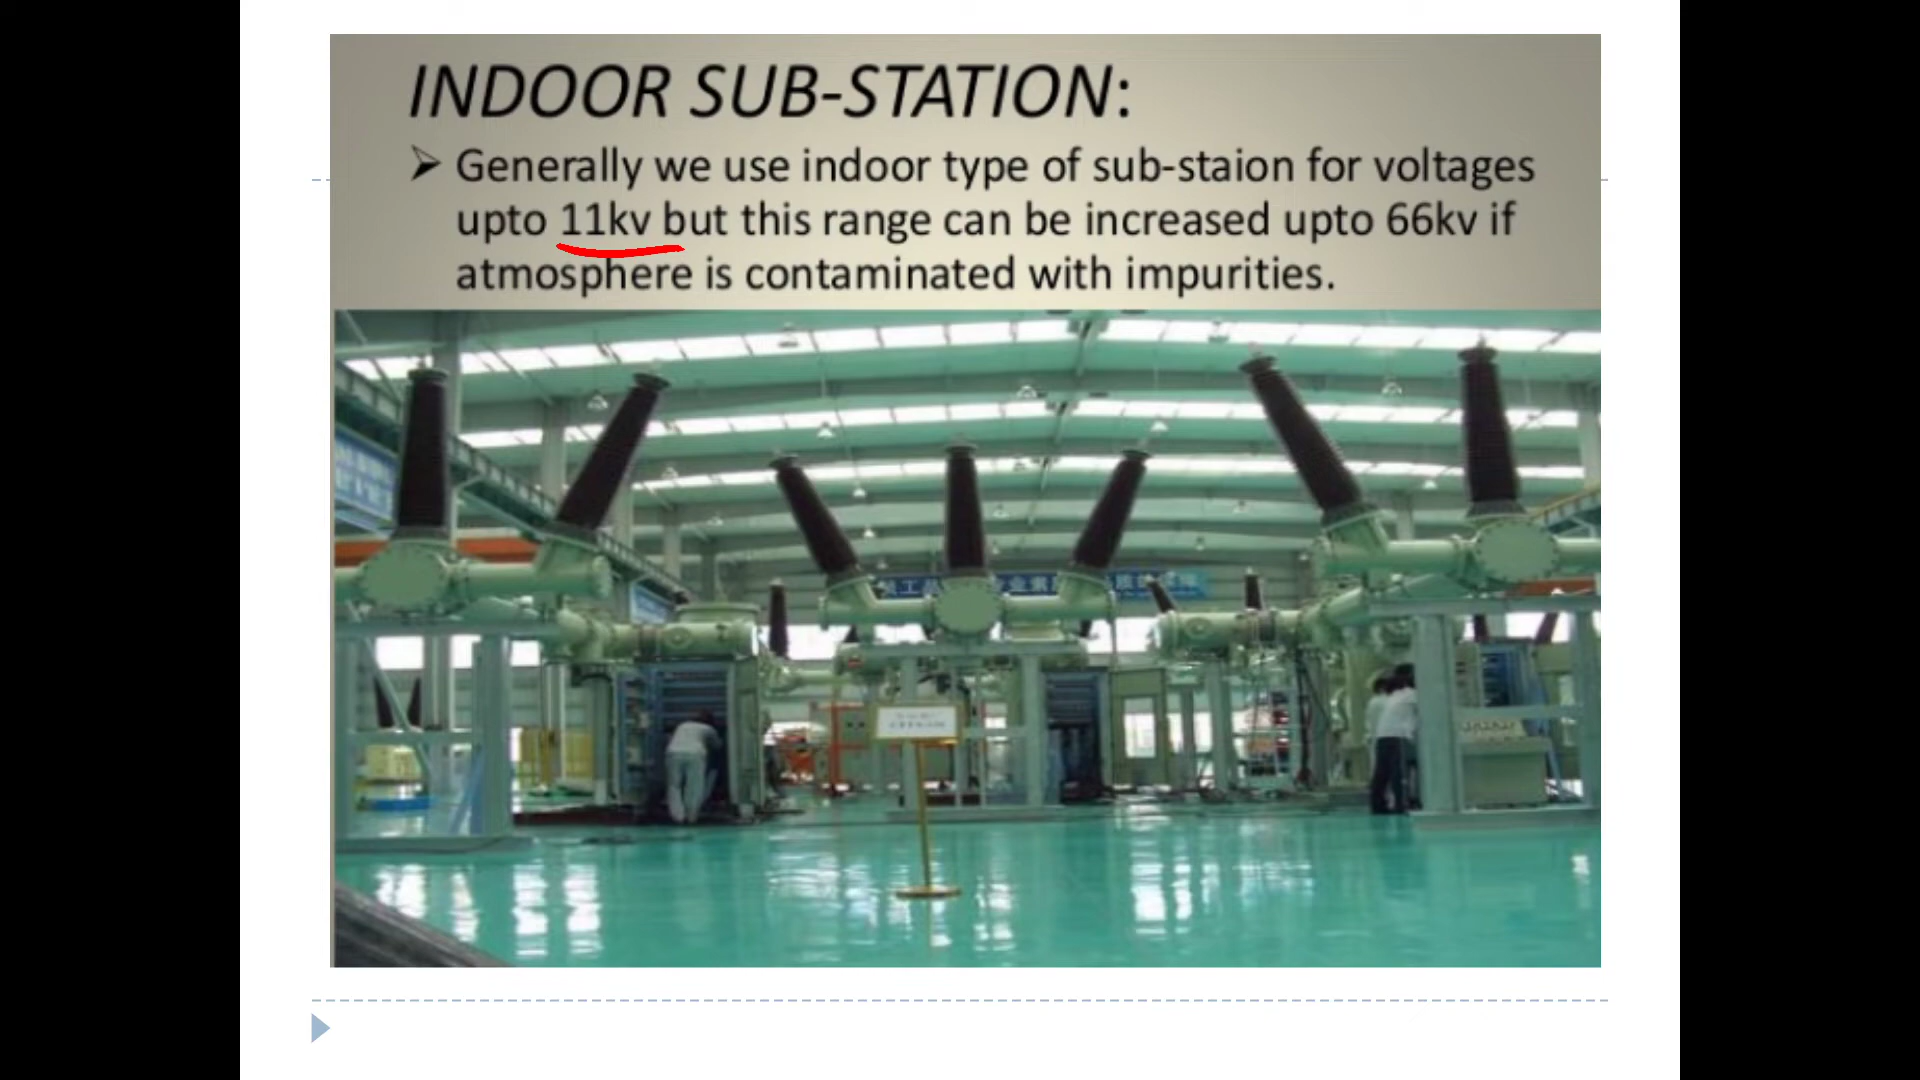 INDOOR SUB-STATION:
➢ Generally we use indoor type of sub-staion for voltages
upto 11kv but this range can be increased upto 66kv if
atmosphere is contaminated with impurities.